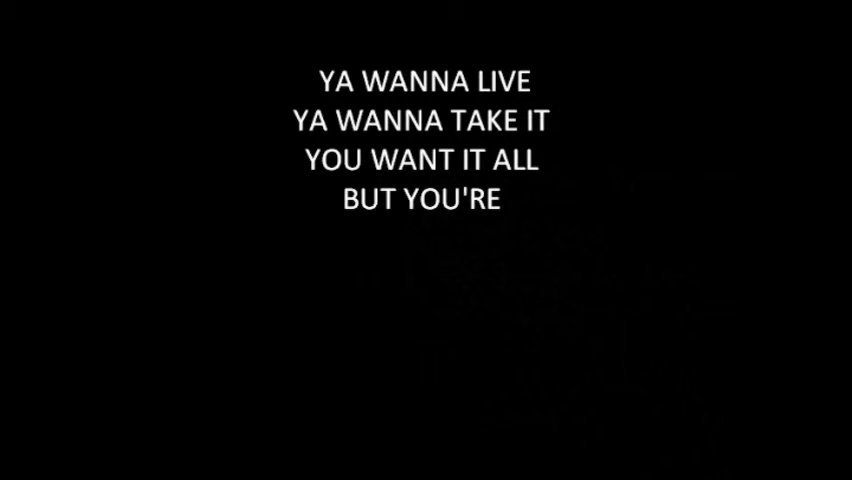 YA WANNA LIVE
YA WANNA TAKE IT
YOU WANT IT ALL
BUT YOU'RE